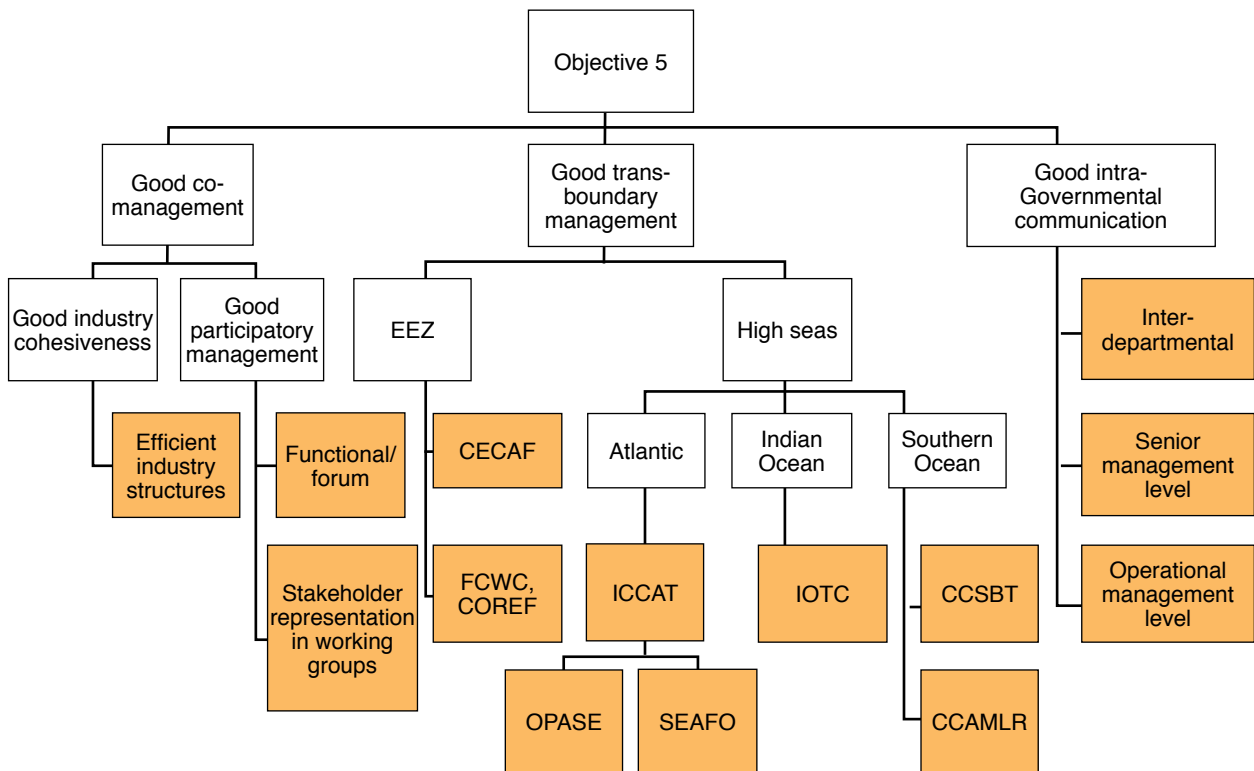 Objective 5
Good co-
management
Good trans-
boundary
management
Good intra-
Governmental
communication
Good industry
cohesiveness
Good
participatory
management
EEZ
High seas
Inter-
departmental
Efficient
industry
structures
Functional/
forum
CECAF
Atlantic
Indian
Ocean
Southern
Ocean
Senior
management
level
Stakeholder
representation
in working
groups
FCWC,
COREF
ICCAT
IOTC
CCSBT
Operational
management
level
OPASE
SEAFO
CCAMLR